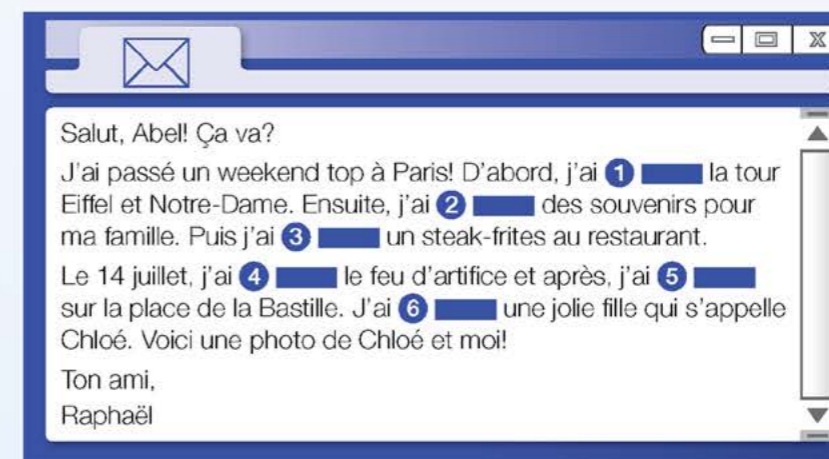 Salut, Abel! Ça va?
J'ai passé un weekend top à Paris! D'abord, j'ai 1 la tour
Eiffel et Notre-Dame. Ensuite, j'ai 2 des souvenirs pour
ma famille. Puis j'ai 3 un steak-frites au restaurant.
Le 14 juillet, j'ai 4 le feu d'artifice et après, j'ai 5
sur la place de la Bastille. J'ai 6 une jolie fille qui s'appelle
Chloé. Voici une photo de Chloé et moi!
Ton ami,
Raphaël